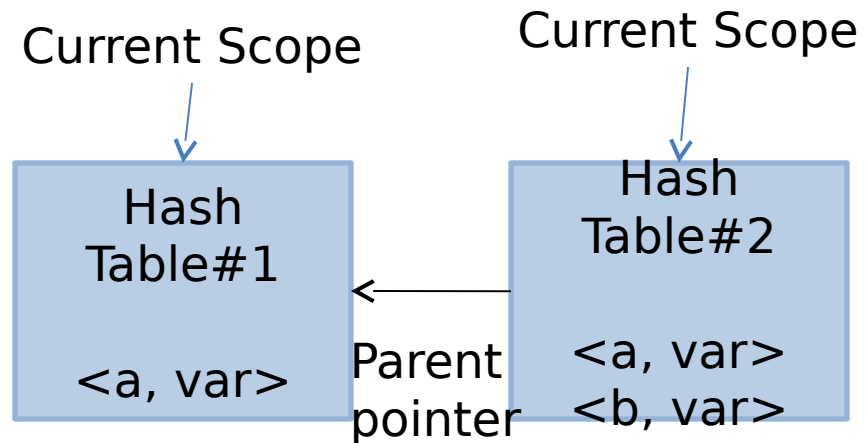 Current Scope
Current Scope
Hash
Table#1
<a, var>
Parent
pointer
Hash
Table#2
<a, var>
<b, var>